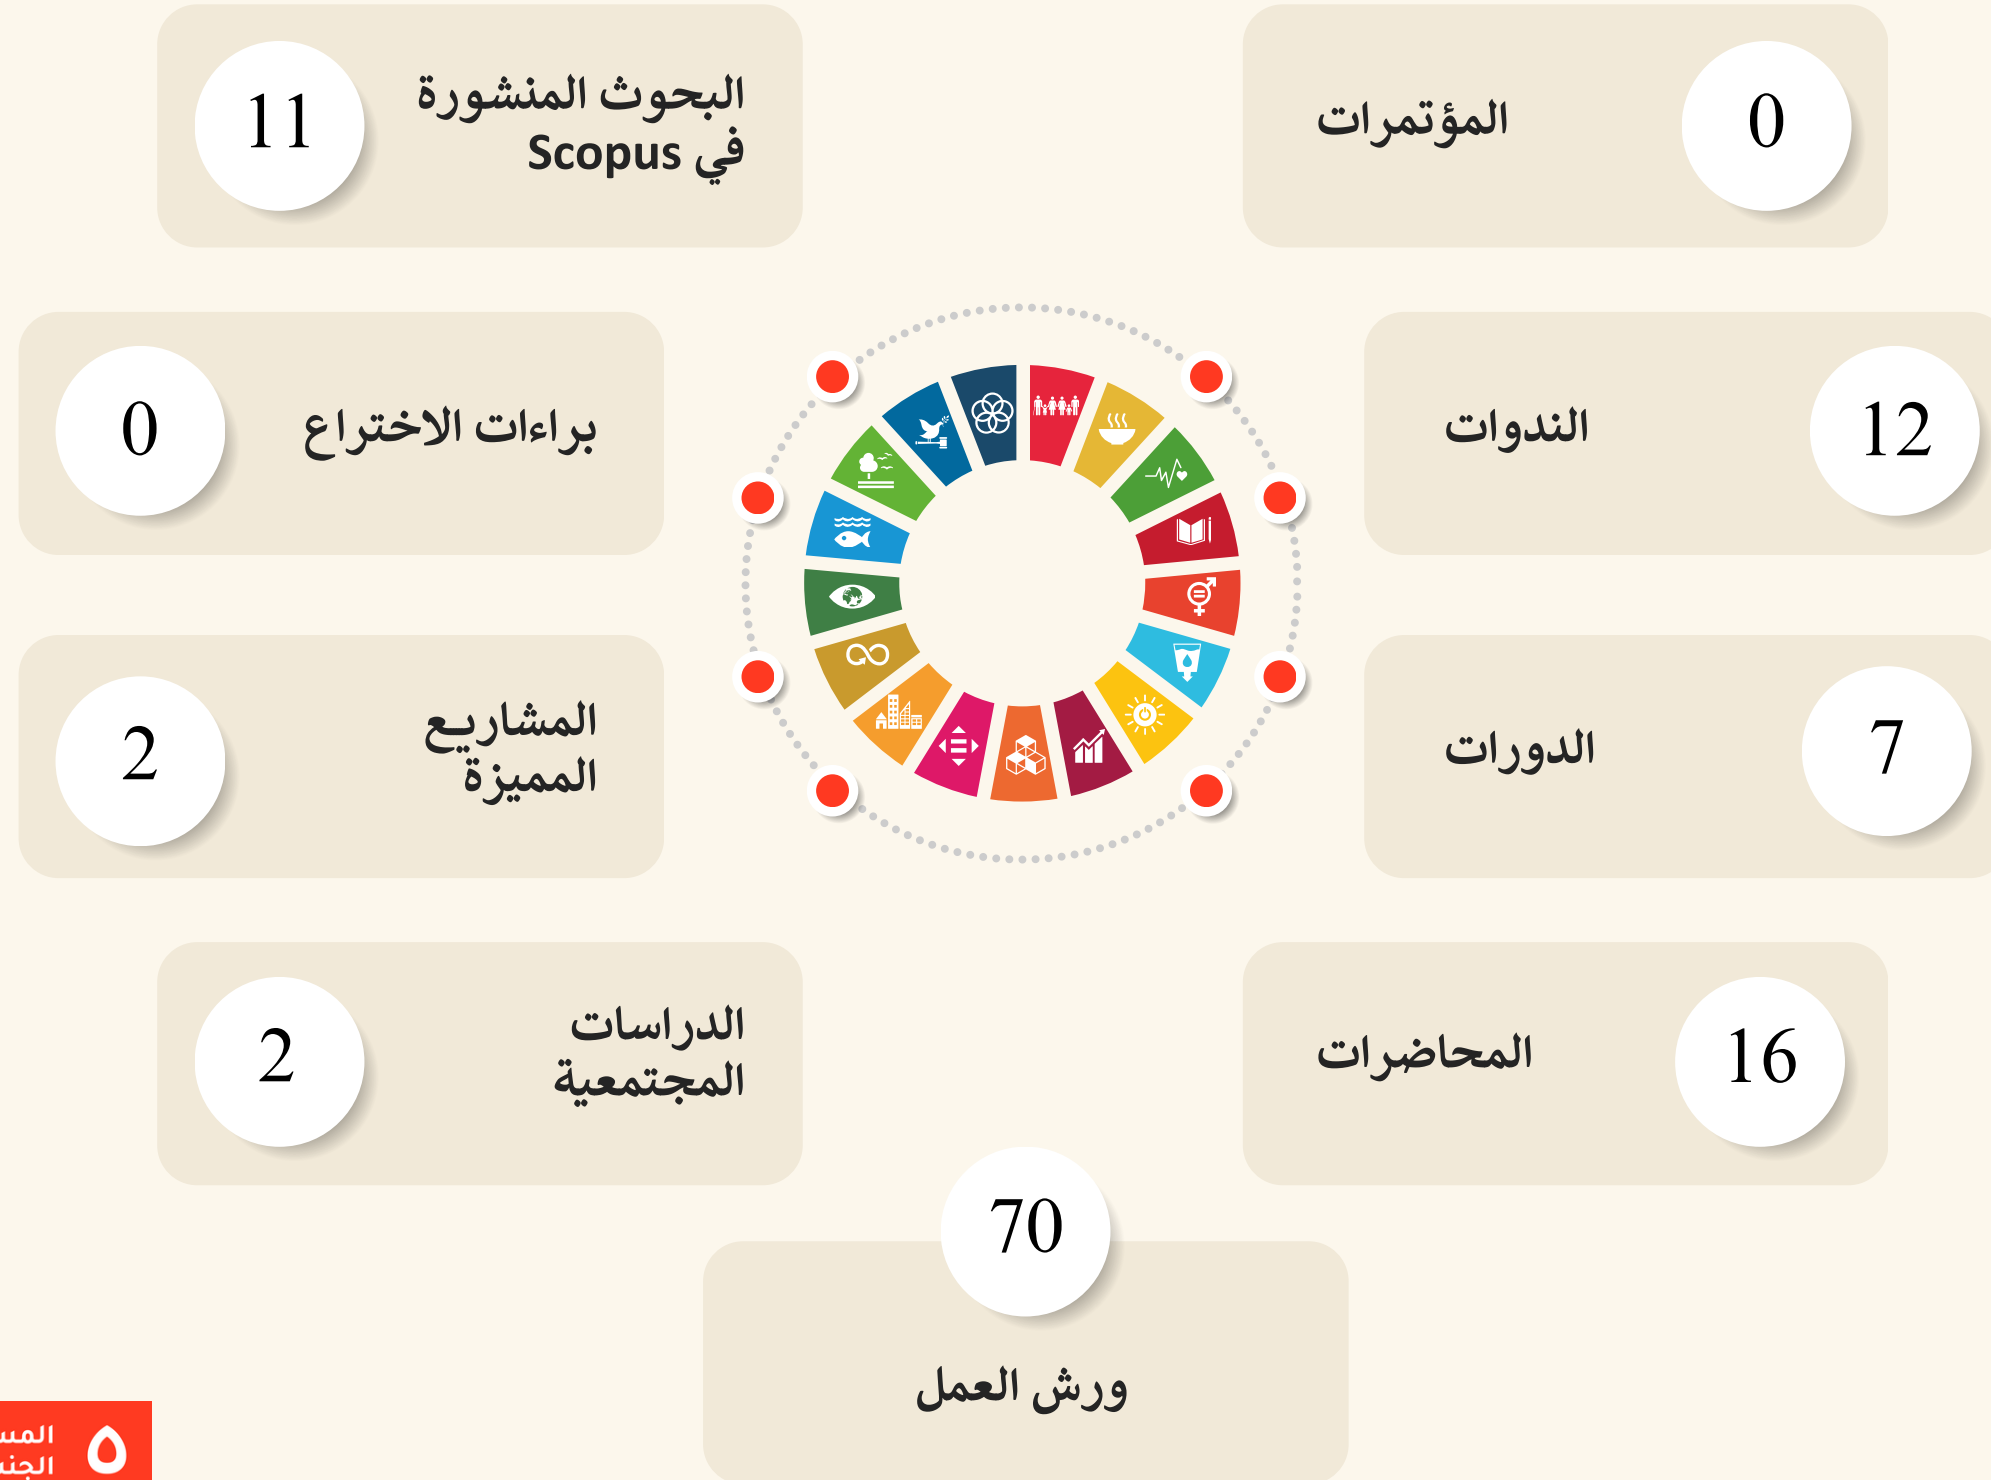 المؤتمرات
0
البحوث المنشورة
في Scopus
11
الندوات
12
براءات الاختراع
0
الدورات
7
المشاريع
المميزة
2
المحاضرات
16
الدراسات
المجتمعية
2
70
ورش العمل
٥